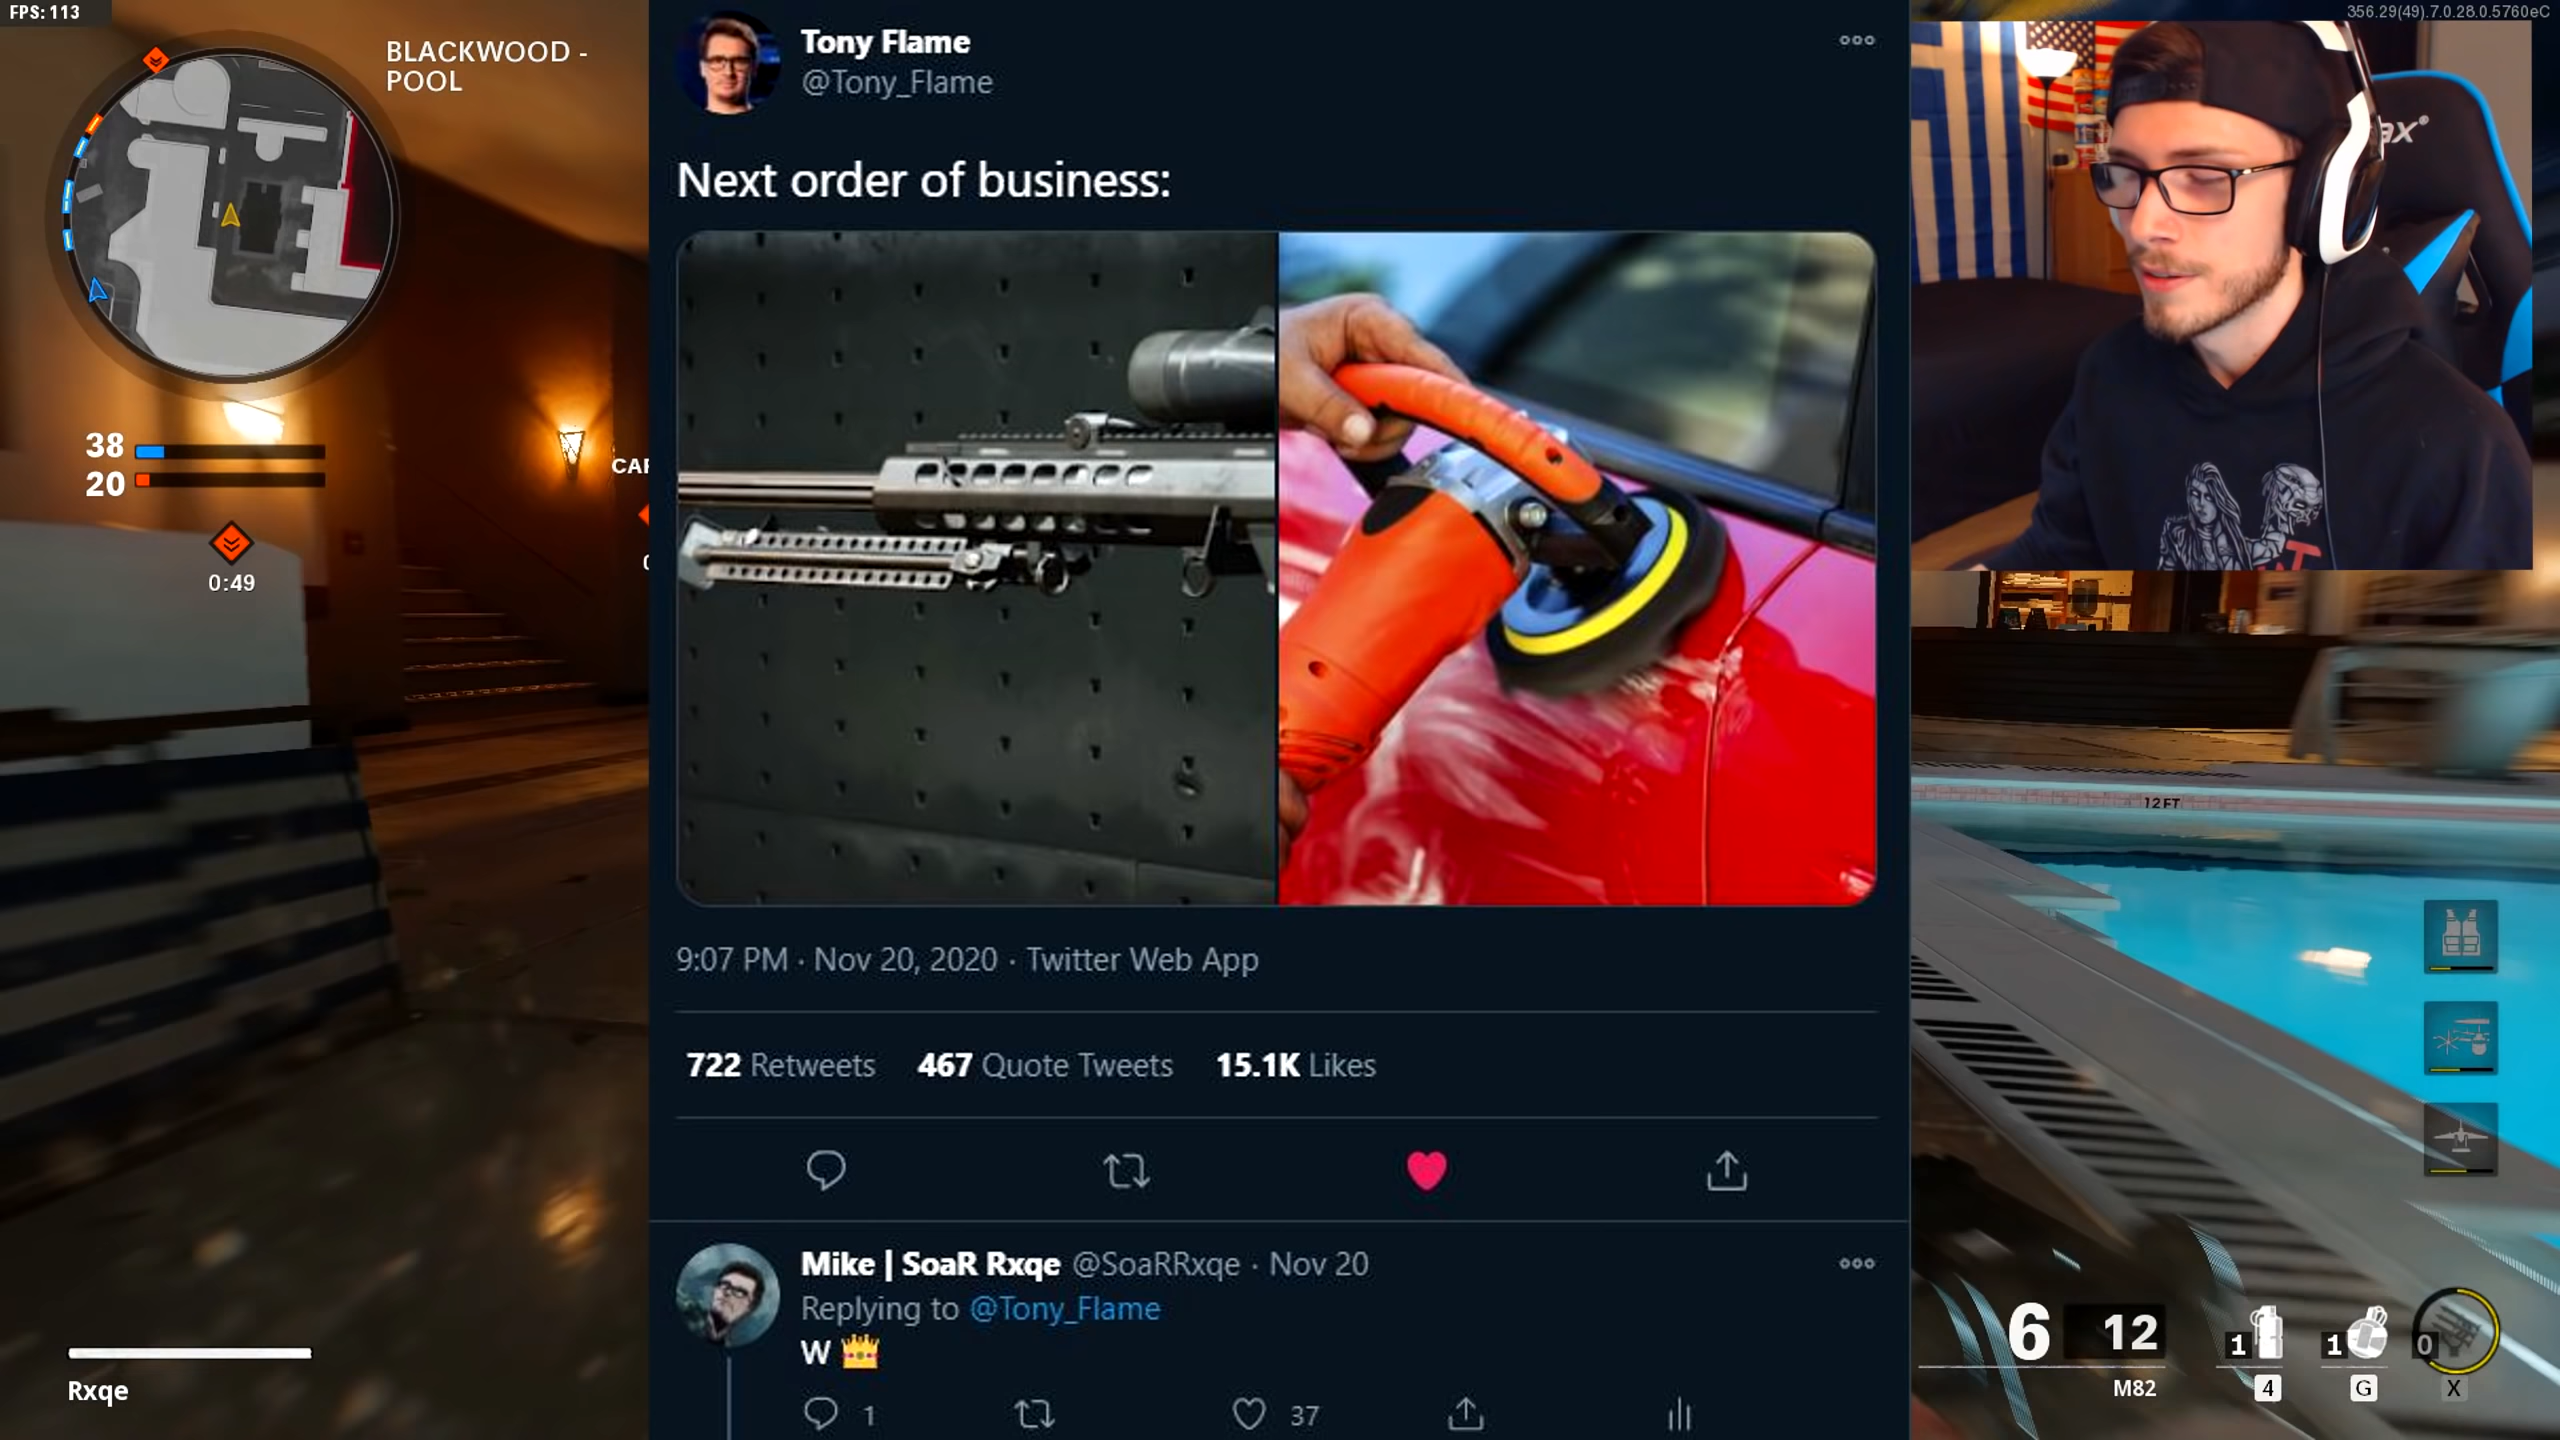 FPS: 113
356.29(49).7.0.28.0.5760eC
BLACKWOOD -
POOL
38
20
0:49
CAR
Tony Flame
@Tony_Flame
Next order of business:
9:07 PM · Nov 20, 2020 · Twitter Web App
722 Retweets 467 Quote Tweets 15.1K Likes
Mike | SoaR Rxqe @SoaRRxqe · Nov 20
Replying to @Tony_Flame
W 👑
1 37
Rxqe
12FT
6 12
M82
1 1 0
4 G X